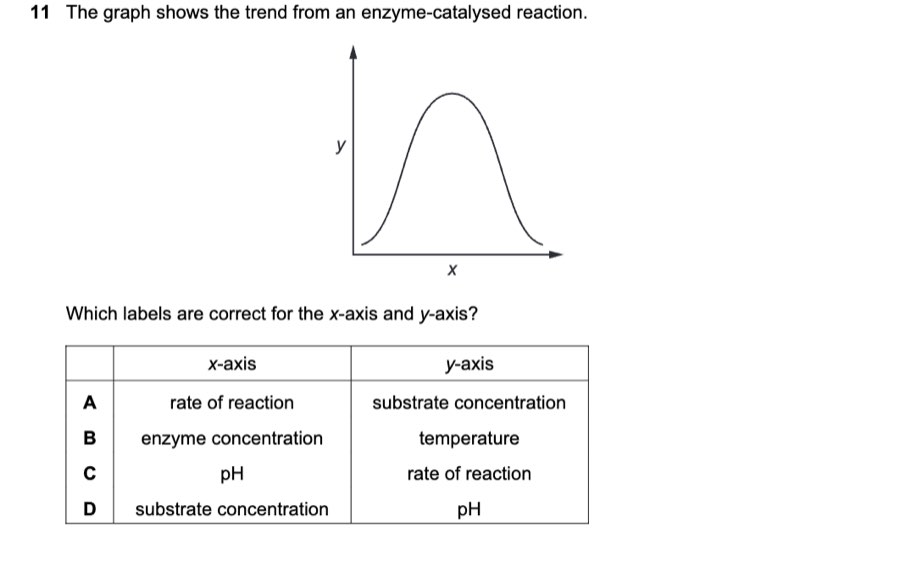 11 The graph shows the trend from an enzyme-catalysed reaction.
y
x
Which labels are correct for the x-axis and y-axis?
x-axis y-axis
A rate of reaction substrate concentration
B enzyme concentration temperature
C pH rate of reaction
D substrate concentration pH